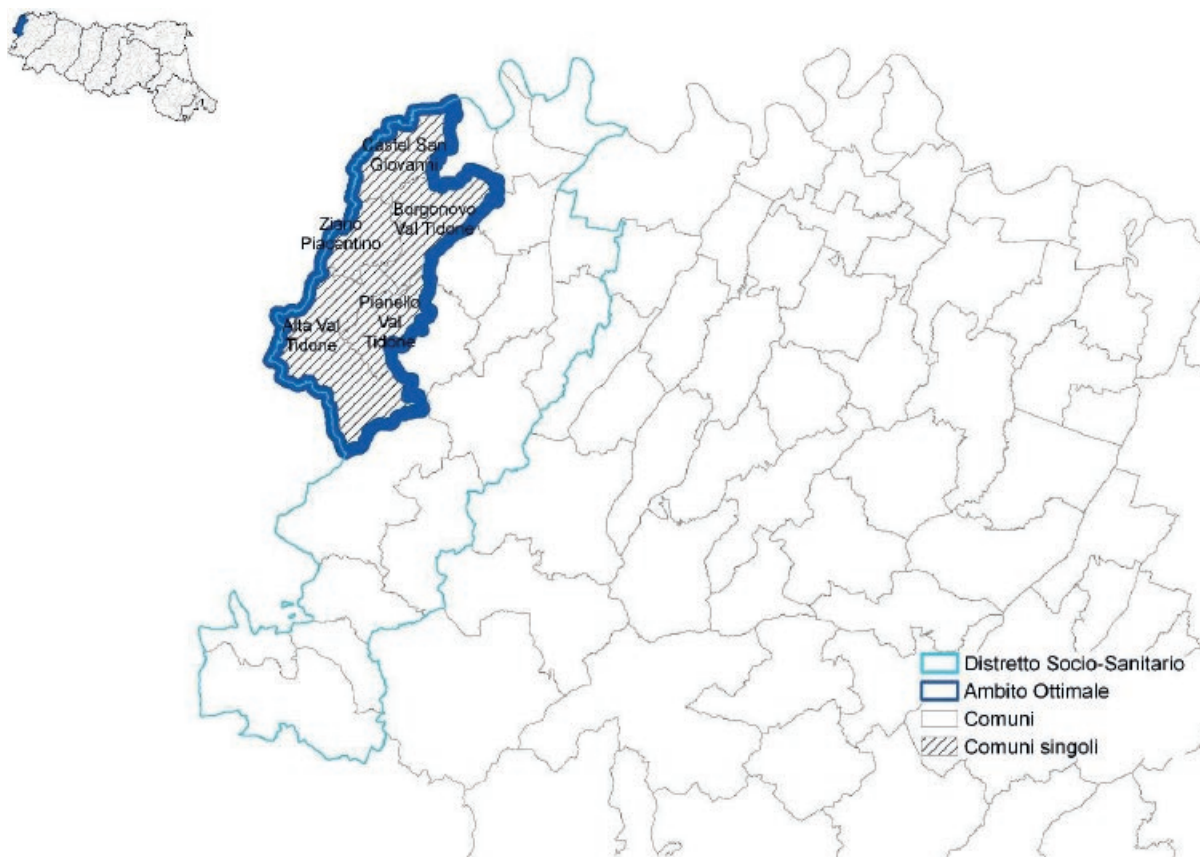 Castel San
Giovanni
Borgonovo
Val Tidone
Ziano
Piacentino
Pianello
Val
Tidone
Alta Val
Tidone
Distretto Socio-Sanitario
Ambito Ottimale
Comuni
Comuni singoli